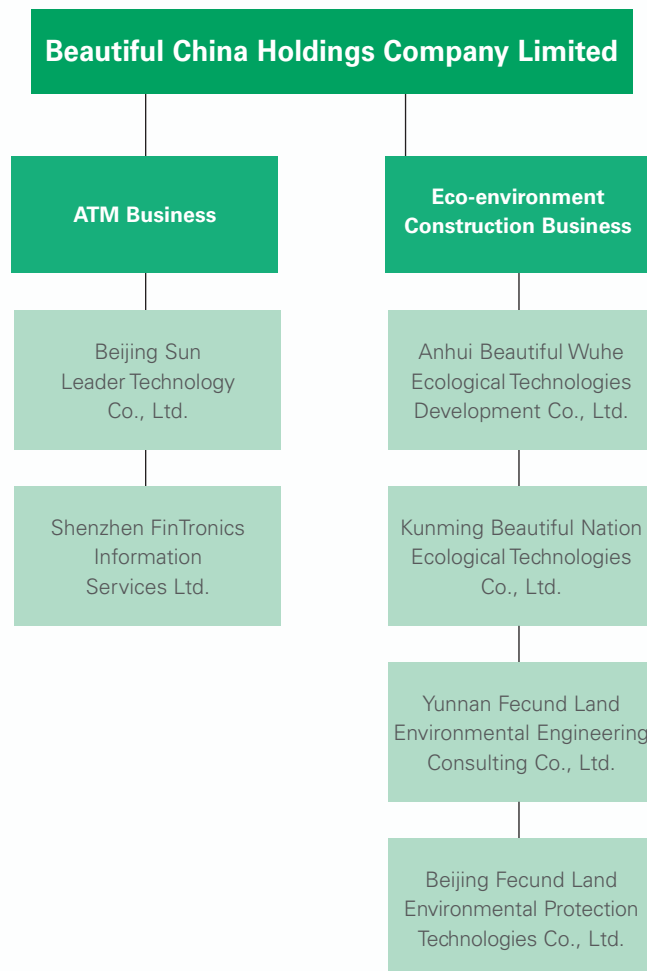 Beautiful China Holdings Company Limited
ATM Business
Beijing Sun
Leader Technology
Co., Ltd.
Shenzhen FinTronics
Information
Services Ltd.
Eco-environment
Construction Business
Anhui Beautiful Wuhe
Ecological Technologies
Development Co., Ltd.
Kunming Beautiful Nation
Ecological Technologies
Co., Ltd.
Yunnan Fecund Land
Environmental Engineering
Consulting Co., Ltd.
Beijing Fecund Land
Environmental Protection
Technologies Co., Ltd.